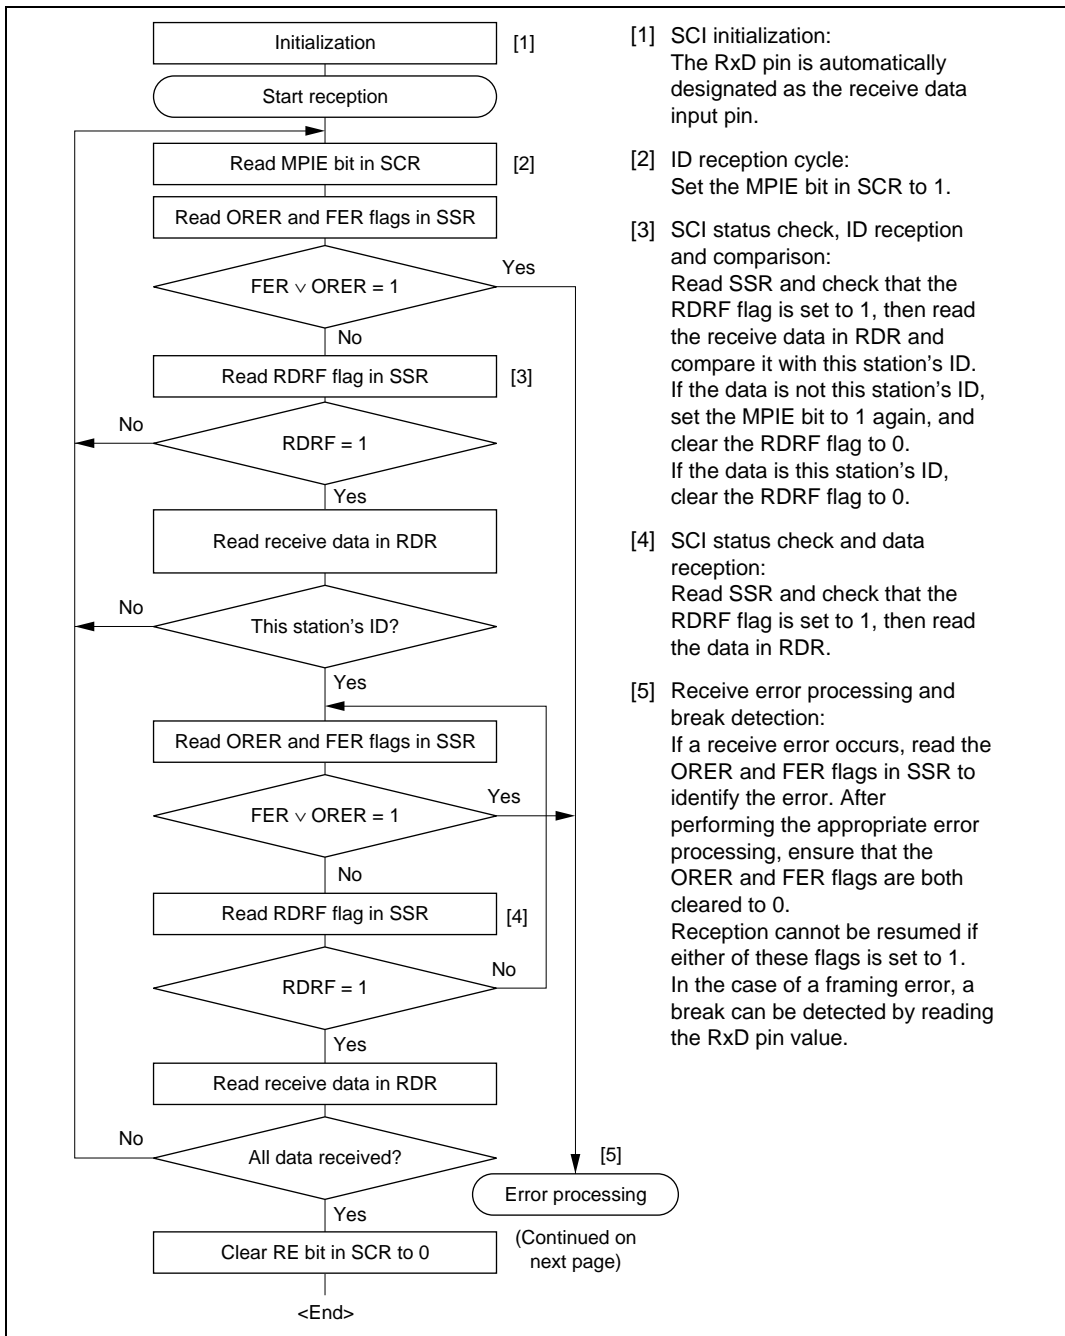 Initialization [1]
Start reception
Read MPIE bit in SCR [2]
Read ORER and FER flags in SSR
Yes
FER ∨ ORER = 1
No
Read RDRF flag in SSR [3]
No
RDRF = 1
Yes
Read receive data in RDR
No
This station's ID?
Yes
Read ORER and FER flags in SSR
Yes
FER ∨ ORER = 1
No
Read RDRF flag in SSR [4]
No
RDRF = 1
Yes
Read receive data in RDR
No
All data received?
[5]
Error processing
Yes
(Continued on
next page)
Clear RE bit in SCR to 0
<End>
[1] SCI initialization:
The RxD pin is automatically
designated as the receive data
input pin.
[2] ID reception cycle:
Set the MPIE bit in SCR to 1.
[3] SCI status check, ID reception
and comparison:
Read SSR and check that the
RDRF flag is set to 1, then read
the receive data in RDR and
compare it with this station's ID.
If the data is not this station's ID,
set the MPIE bit to 1 again, and
clear the RDRF flag to 0.
If the data is this station's ID,
clear the RDRF flag to 0.
[4] SCI status check and data
reception:
Read SSR and check that the
RDRF flag is set to 1, then read
the data in RDR.
[5] Receive error processing and
break detection:
If a receive error occurs, read the
ORER and FER flags in SSR to
identify the error. After
performing the appropriate error
processing, ensure that the
ORER and FER flags are both
cleared to 0.
Reception cannot be resumed if
either of these flags is set to 1.
In the case of a framing error, a
break can be detected by reading
the RxD pin value.